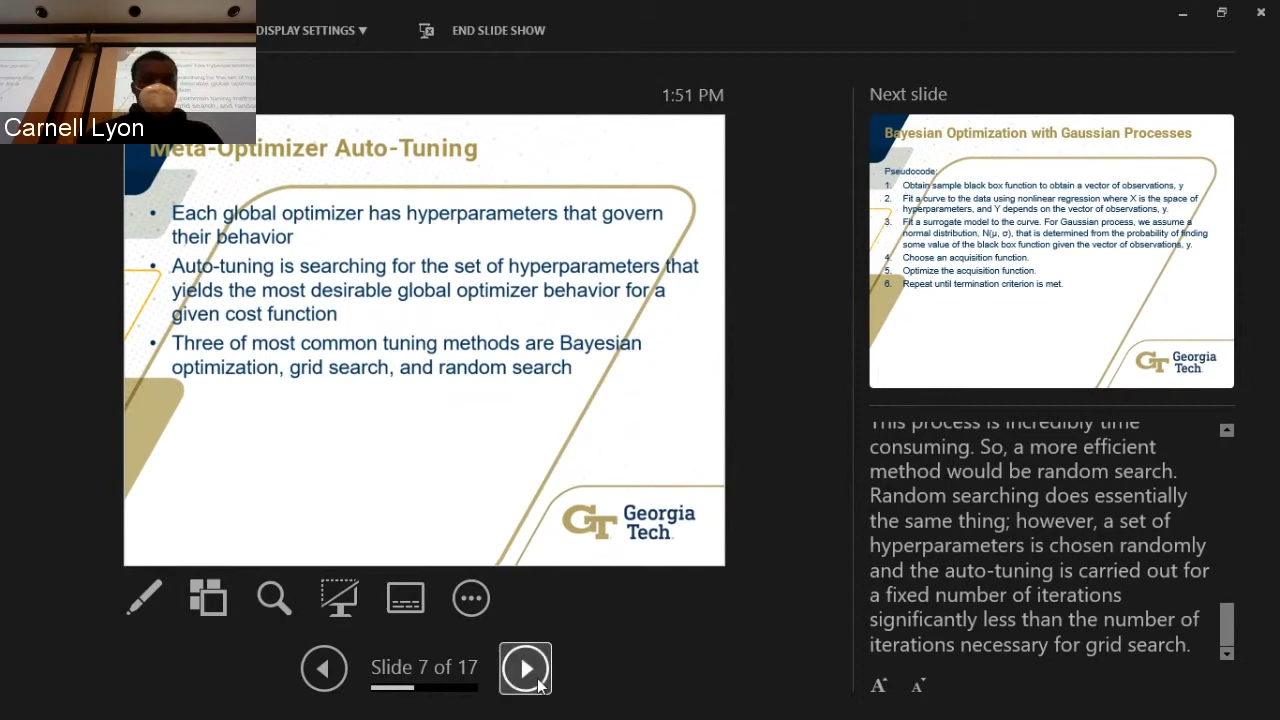 DISPLAY SETTINGS ▼
END SLIDE SHOW
Carnell Lyon
1:51 PM
Meta-Optimizer Auto-Tuning
• Each global optimizer has hyperparameters that govern
their behavior
• Auto-tuning is searching for the set of hyperparameters that
yields the most desirable global optimizer behavior for a
given cost function
• Three of most common tuning methods are Bayesian
optimization, grid search, and random search
GT Georgia
Tech
Slide 7 of 17
Next slide
Bayesian Optimization with Gaussian Processes
Pseudocode:
1. Obtain sample black box function to obtain a vector of observations, y
2. Fit a curve to the data using nonlinear regression where X is the space of
hyperparameters, and Y depends on the vector of observations, y.
3. Fit a surrogate model to the curve. For Gaussian process, we assume a
normal distribution, N(μ, σ), that is determined from the probability of finding
some value of the black box function given the vector of observations, y.
4. Choose an acquisition function.
5. Optimize the acquisition function.
6. Repeat until termination criterion is met.
GT Georgia
Tech
This process is incredibly time
consuming. So, a more efficient
method would be random search.
Random searching does essentially
the same thing; however, a set of
hyperparameters is chosen randomly
and the auto-tuning is carried out for
a fixed number of iterations
significantly less than the number of
iterations necessary for grid search.
A A